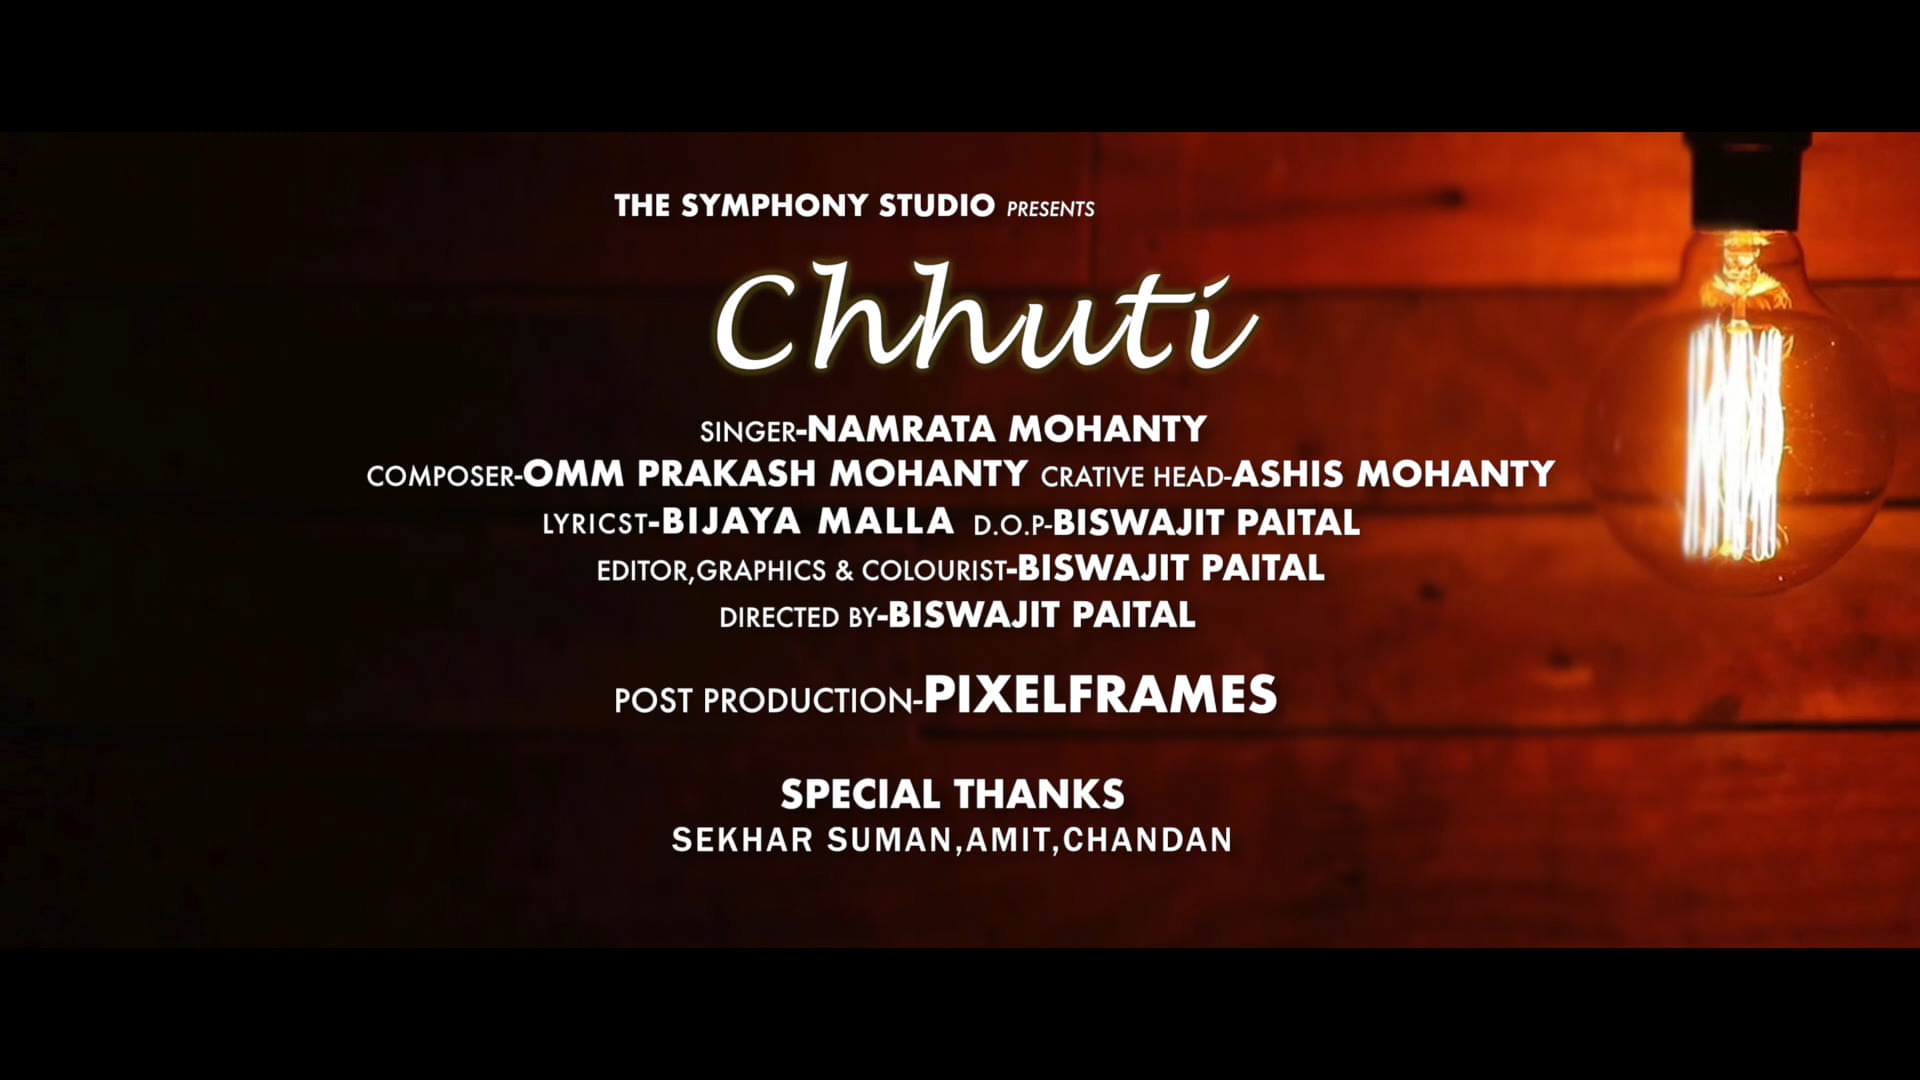 THE SYMPHONY STUDIO PRESENTS
Chhuti
SINGER-NAMRATA MOHANTY
COMPOSER-OMM PRAKASH MOHANTY CRATIVE HEAD-ASHIS MOHANTY
LYRICST-BIJAYA MALLA D.O.P-BISWAJIT PAITAL
EDITOR,GRAPHICS & COLOURIST-BISWAJIT PAITAL
DIRECTED BY-BISWAJIT PAITAL
POST PRODUCTION-PIXELFRAMES
SPECIAL THANKS
SEKHAR SUMAN,AMIT,CHANDAN